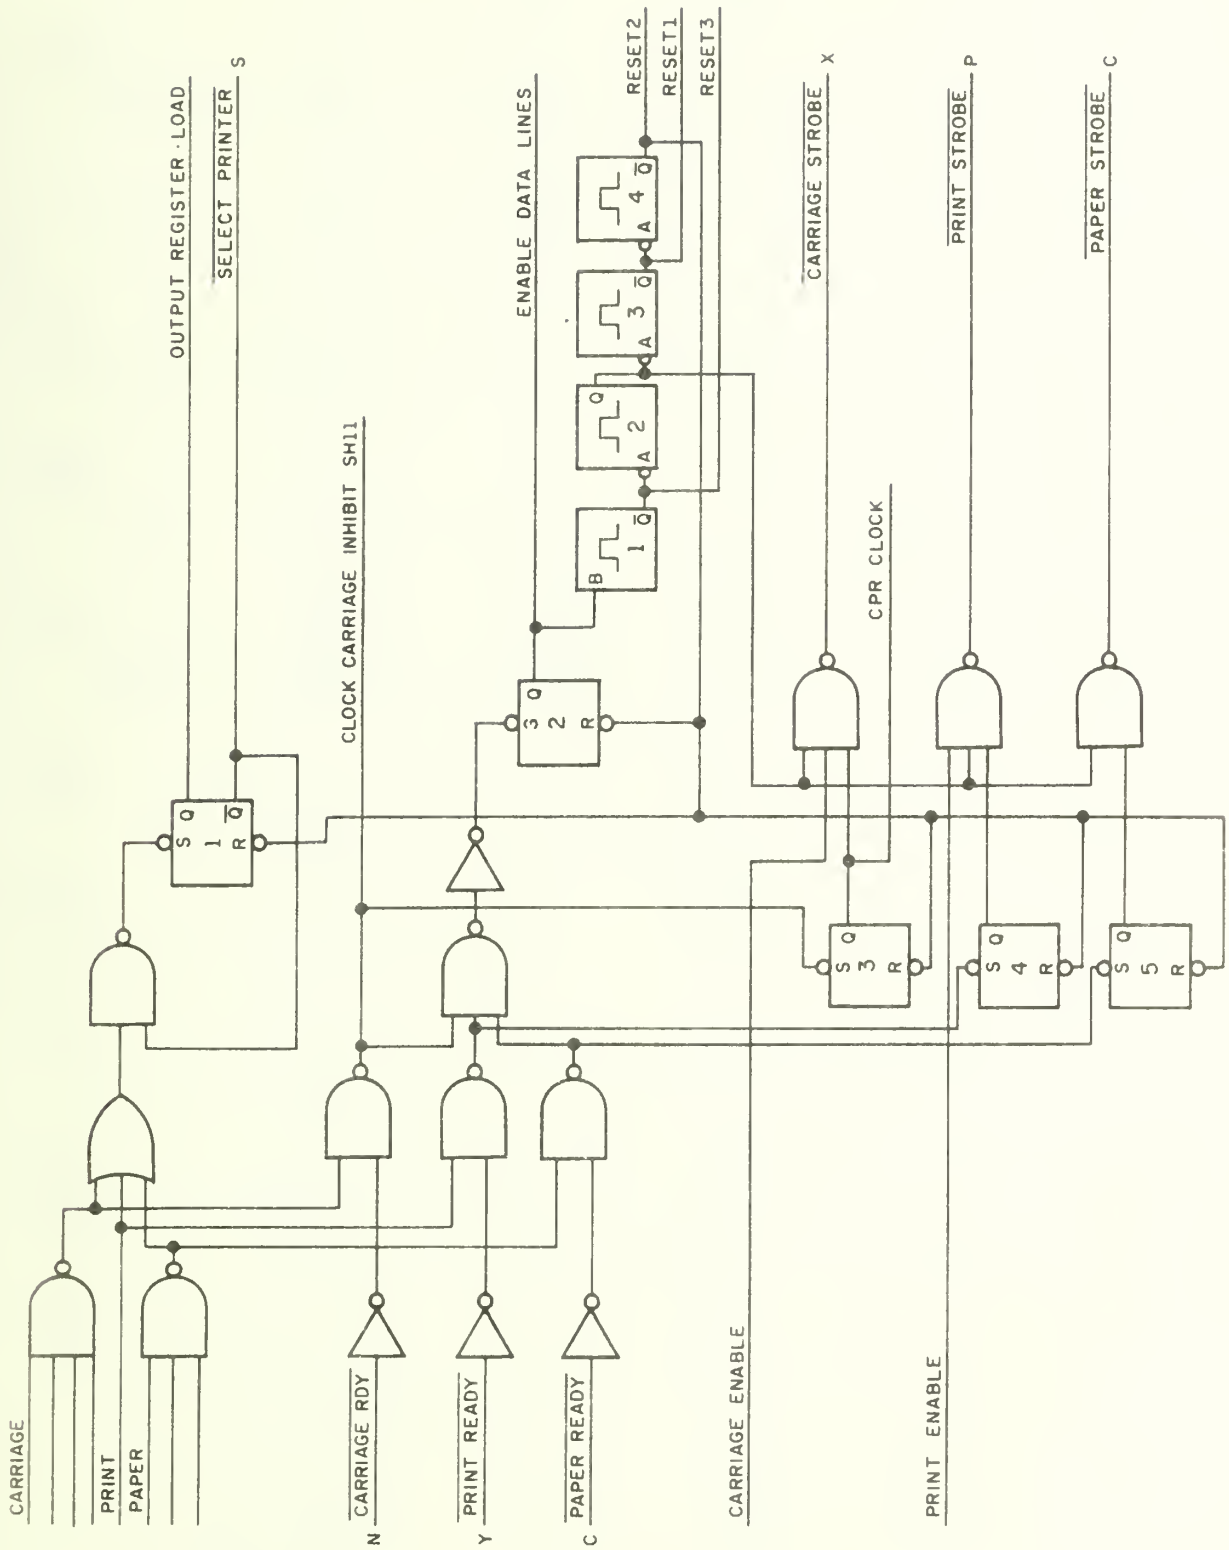 CARRIAGE
PRINT
PAPER
N
CARRIAGE RDY
Y
PRINT READY
C
PAPER READY
CARRIAGE ENABLE
PRINT ENABLE
S Q
1
R Q
OUTPUT REGISTER·LOAD
SELECT PRINTER S
CLOCK CARRIAGE INHIBIT SH11
3 Q
2
R
ENABLE DATA LINES
B
1
Q
Q
2
A
3
A Q
4
A Q
RESET2
RESET1
RESET3
S Q
3
R
S Q
4
R
S Q
5
R
CPR CLOCK
CARRIAGE STROBE X
PRINT STROBE P
PAPER STROBE C